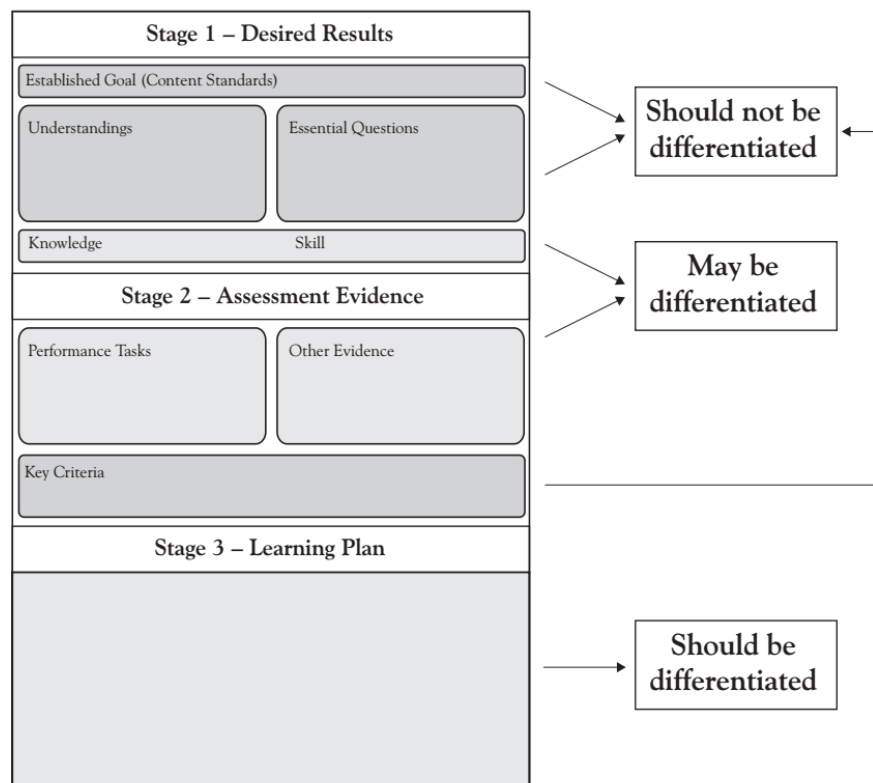 Stage 1 – Desired Results
Established Goal (Content Standards)
Understandings
Essential Questions
Knowledge
Skill
Stage 2 – Assessment Evidence
Performance Tasks
Other Evidence
Key Criteria
Stage 3 – Learning Plan
Should not be
differentiated
May be
differentiated
Should be
differentiated